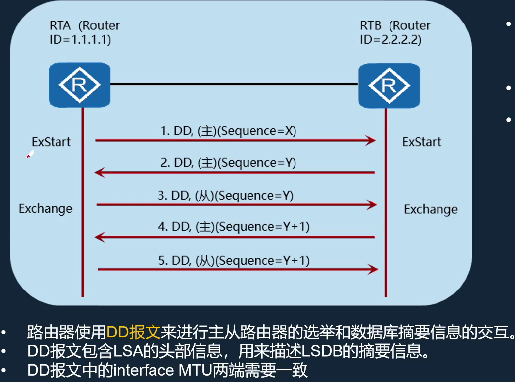 RTA (Router
ID=1.1.1.1)
RTB (Router
ID=2.2.2.2)
R
R
ExStart
1. DD, (主)(Sequence=X)
ExStart
2. DD, (主)(Sequence=Y)
Exchange
3. DD, (从)(Sequence=Y)
Exchange
4. DD, (主)(Sequence=Y+1)
5. DD, (从)(Sequence=Y+1)
• 路由器使用DD报文来进行主从路由器的选举和数据库摘要信息的交互。
• DD报文包含LSA的头部信息，用来描述LSDB的摘要信息。
• DD报文中的interface MTU两端需要一致